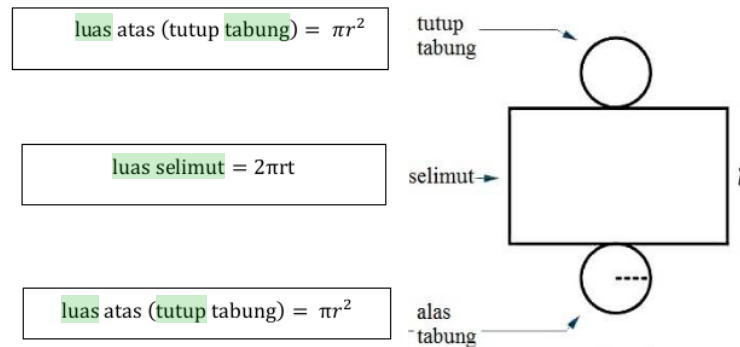 luas atas (tutup tabung) = πr²
tutup
tabung
luas selimut = 2πrt
selimut
luas atas (tutup tabung) = πr²
alas
tabung